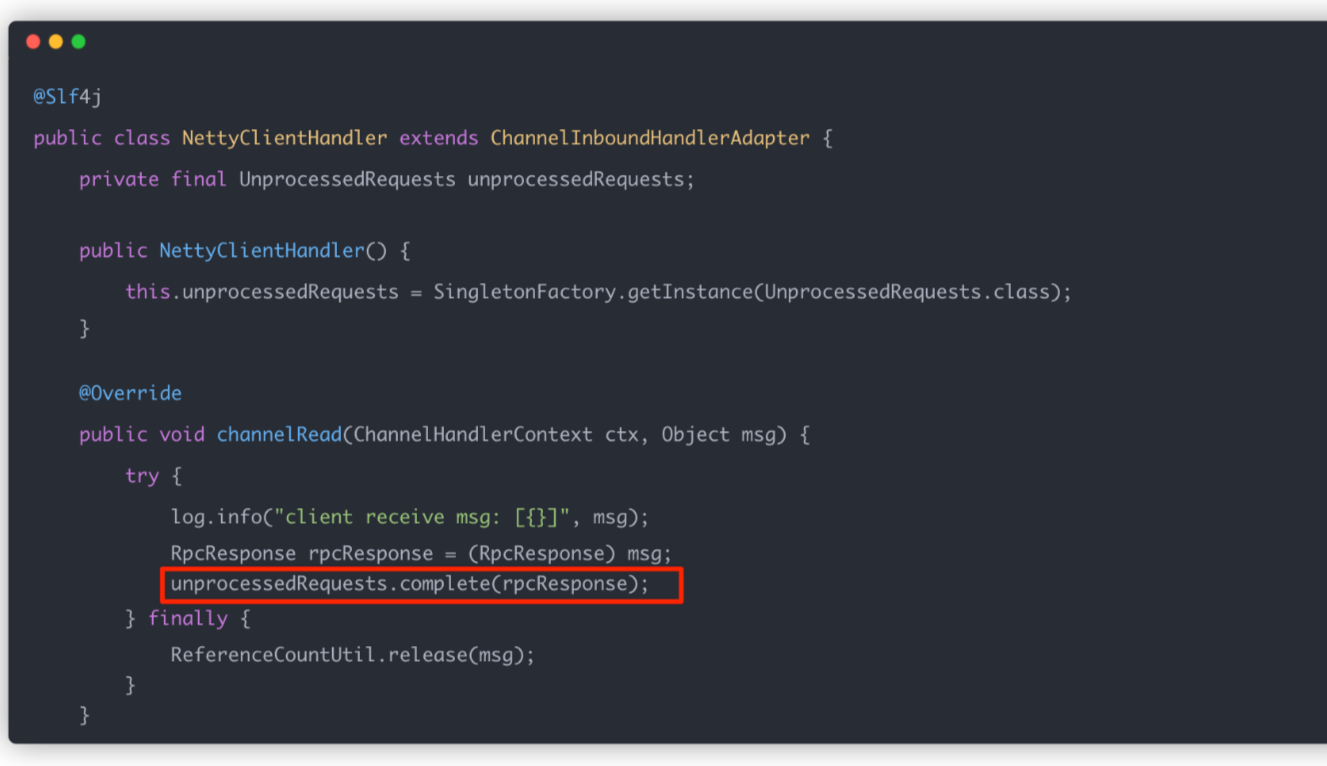 @Slf4j
public class NettyClientHandler extends ChannelInboundHandlerAdapter {
private final UnprocessedRequests unprocessedRequests;
public NettyClientHandler() {
this.unprocessedRequests = SingletonFactory.getInstance(UnprocessedRequests.class);
}
@Override
public void channelRead(ChannelHandlerContext ctx, Object msg) {
try {
log.info("client receive msg: [{}]", msg);
RpcResponse rpcResponse = (RpcResponse) msg;
unprocessedRequests.complete(rpcResponse);
} finally {
ReferenceCountUtil.release(msg);
}
}